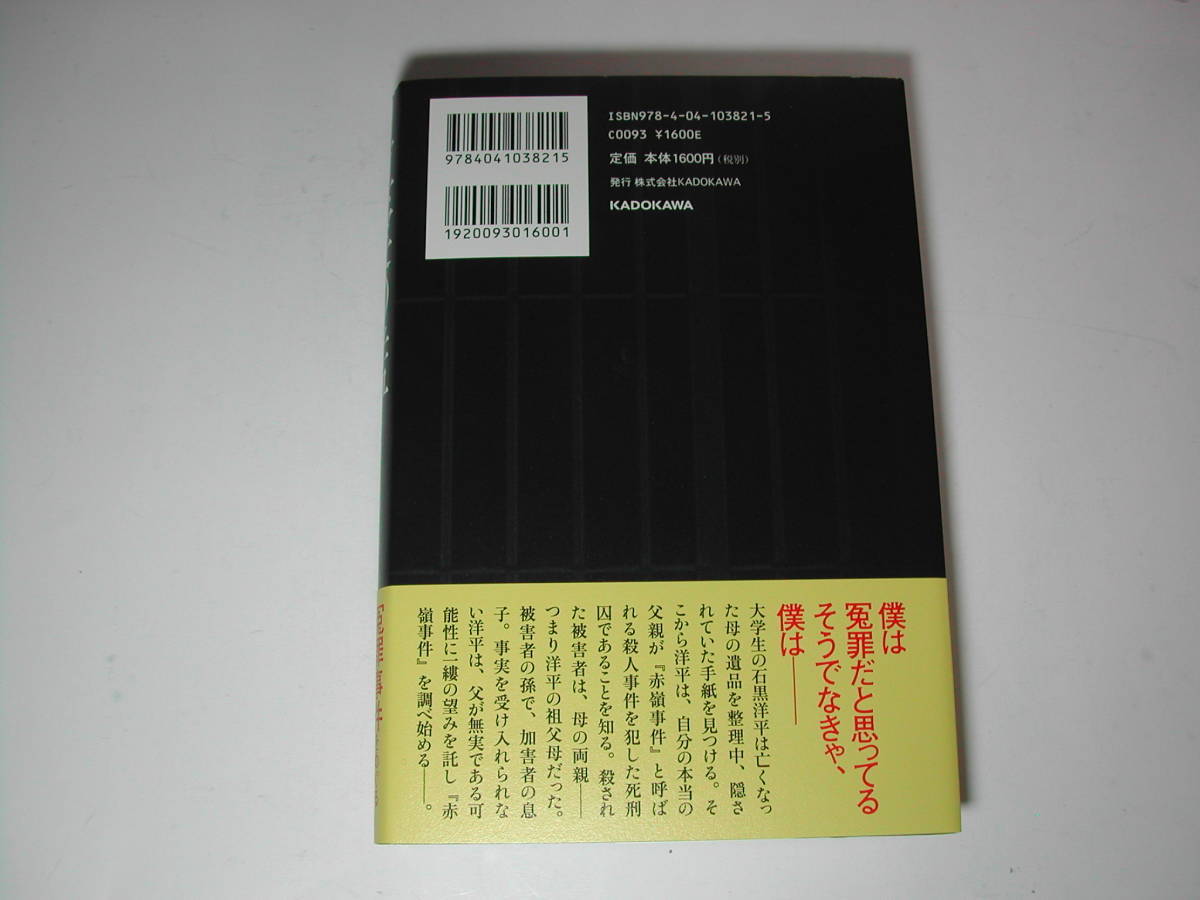 ISBN978-4-04-103821-5
C0093 ¥1600E
定価 本体1600円(税別)
発行 株式会社KADOKAWA
KADOKAWA
9784041038215
1920093016001
僕は
冤罪だと思ってる
そうでなきゃ、
僕は――
大学生の石黒洋平は亡くなっ
た母の遺品を整理中、隠さ
れていた手紙を見つける。そ
こから洋平は、自分の本当の
父親が『赤嶺事件』と呼ば
れる殺人事件を犯した死刑
囚であることを知る。殺され
た被害者は、母の両親――
つまり洋平の祖父母だった。
被害者の孫で、加害者の息
子。事実を受け入れられな
い洋平は、父が無実である可
能性に一縷の望みを託し『赤
嶺事件』を調べ始める――。